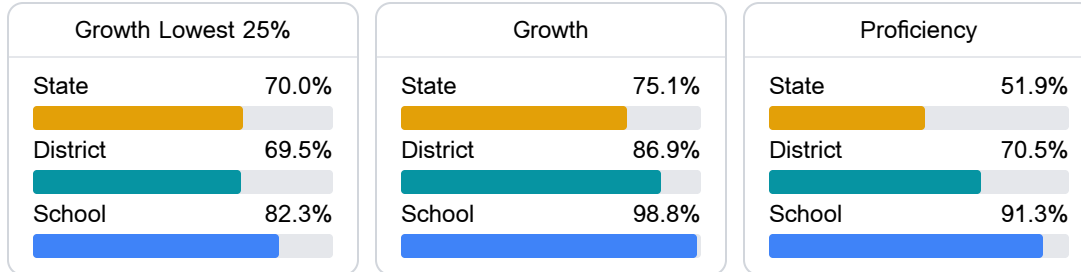 Growth Lowest 25%
State 70.0%
District 69.5%
School 82.3%
Growth
State 75.1%
District 86.9%
School 98.8%
Proficiency
State 51.9%
District 70.5%
School 91.3%